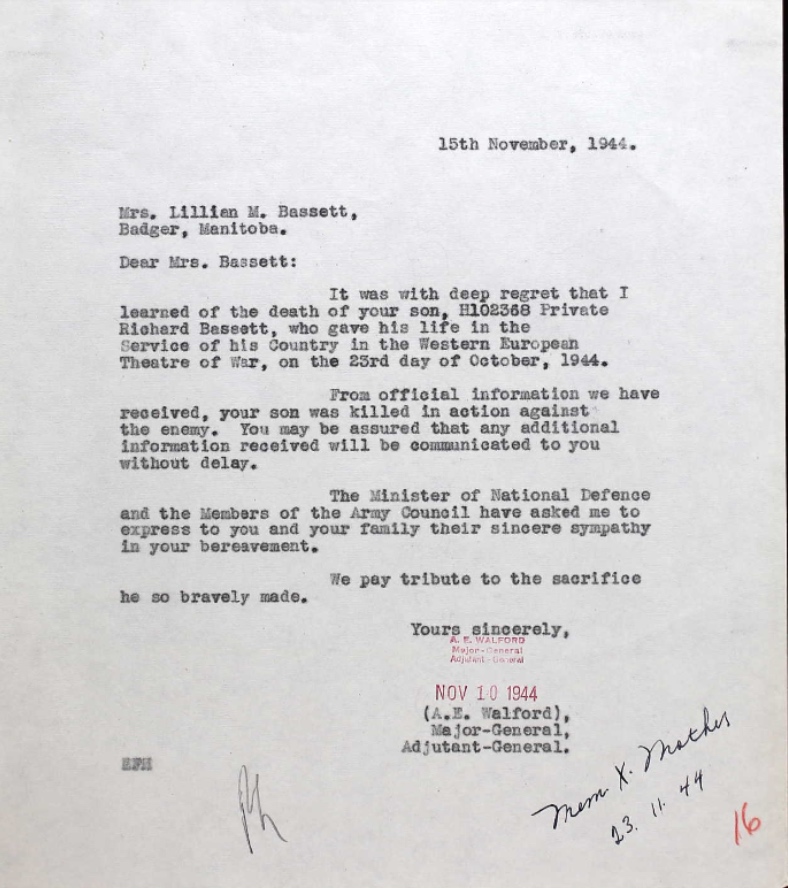 15th November, 1944.
Mrs. Lillian M. Bassett,
Badger, Manitoba.
Dear Mrs. Bassett:
It was with deep regret that I
learned of the death of your son, H102368 Private
Richard Bassett, who gave his life in the
Service of his Country in the Western European
Theatre of War, on the 23rd day of October, 1944.
From official information we have
received, your son was killed in action against
the enemy. You may be assured that any additional
information received will be communicated to you
without delay.
The Minister of National Defence
and the Members of the Army Council have asked me to
express to you and your family their sincere sympathy
in your bereavement.
We pay tribute to the sacrifice
he so bravely made.
Yours sincerely,
A. E. WALFORD
Major-General
Adjutant-General
NOV 10 1944
(A.E. Walford),
Major-General,
Adjutant-General.
Mem. X. Mother
23. 11. 44
16